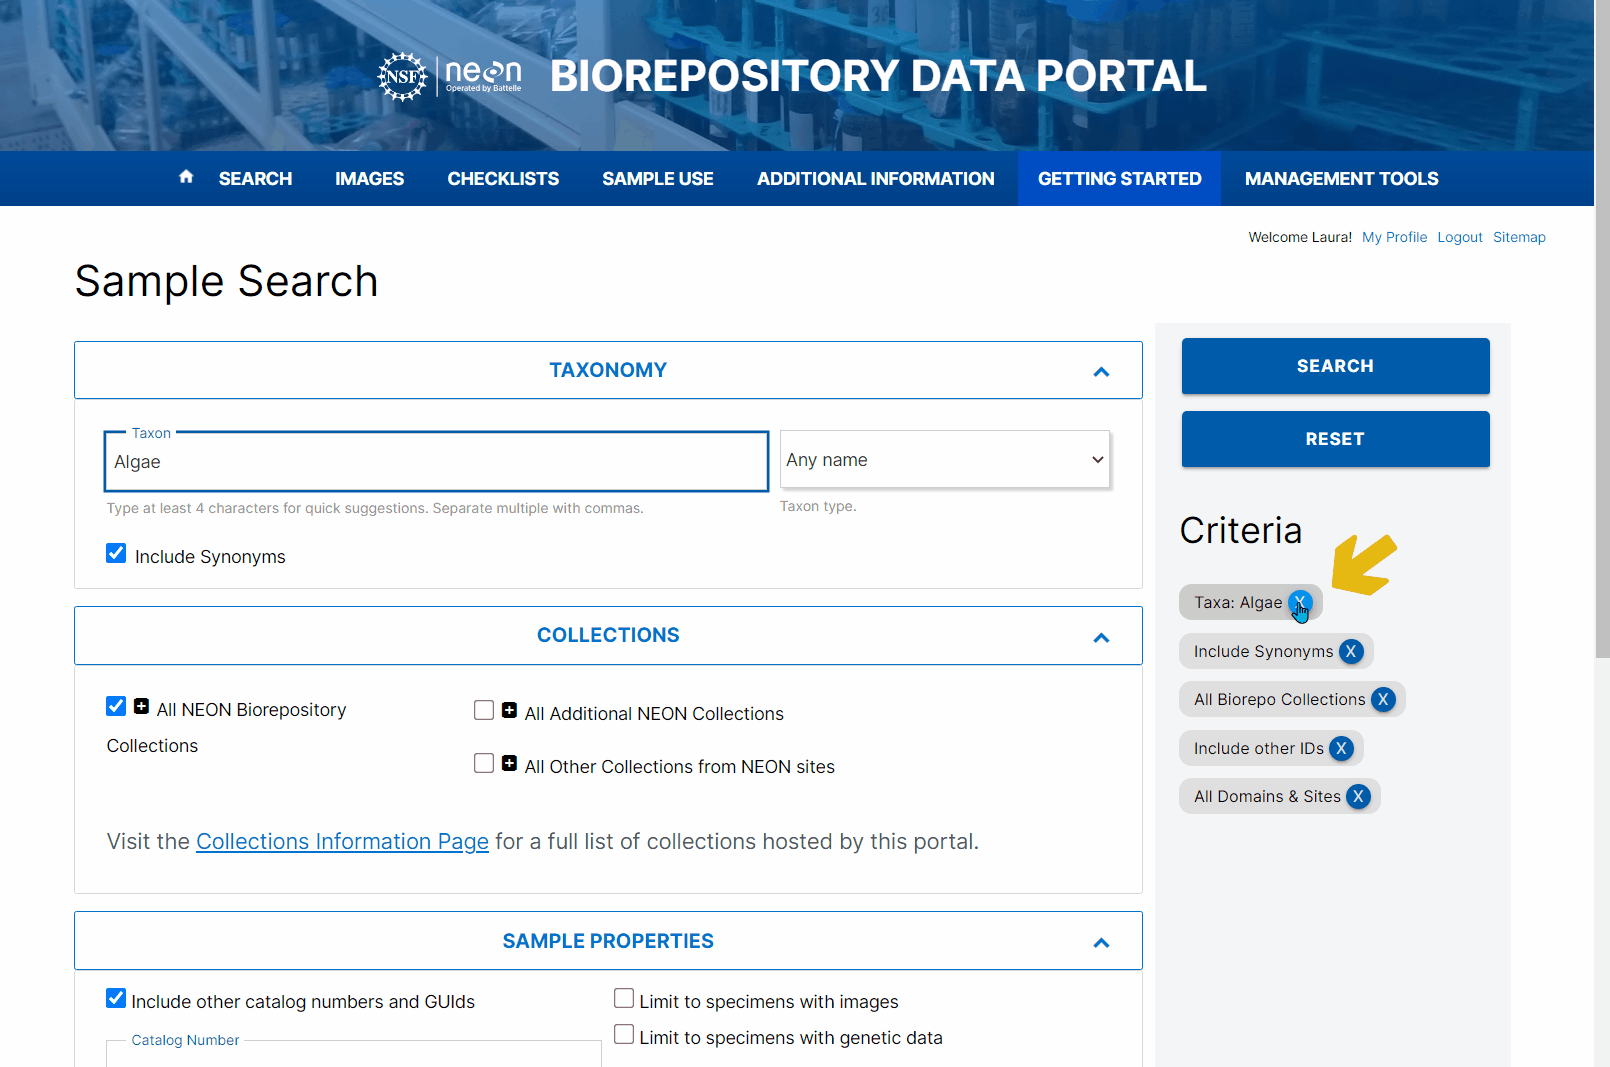 NSF
neon
Operated by Battelle
BIOREPOSITORY DATA PORTAL
SEARCH IMAGES CHECKLISTS SAMPLE USE ADDITIONAL INFORMATION GETTING STARTED MANAGEMENT TOOLS
Welcome Laura! My Profile Logout Sitemap
Sample Search
TAXONOMY
Taxon
Algae
Any name
Type at least 4 characters for quick suggestions. Separate multiple with commas.
Taxon type.
Include Synonyms
COLLECTIONS
All NEON Biorepository
Collections
All Additional NEON Collections
All Other Collections from NEON sites
Visit the Collections Information Page for a full list of collections hosted by this portal.
SAMPLE PROPERTIES
Include other catalog numbers and GUIds
Limit to specimens with images
Catalog Number
Limit to specimens with genetic data
SEARCH
RESET
Criteria
Taxa: Algae X
Include Synonyms X
All Biorepo Collections X
Include other IDs X
All Domains & Sites X